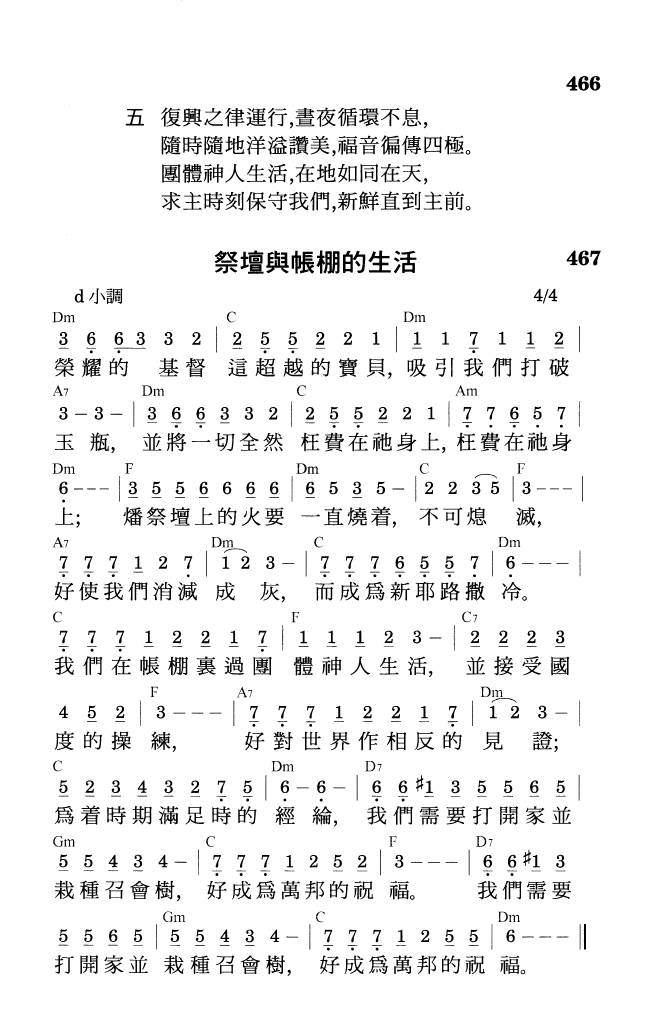 466
五 復興之律運行,晝夜循環不息,
隨時隨地洋溢讚美,福音徧傳四極。
團體神人生活,在地如同在天,
求主時刻保守我們,新鮮直到主前。
祭壇與帳棚的生活 467
d 小調 4/4
Dm C Dm
3 6 6 3 3 2 | 2 5 5 2 2 1 | 1 1 7 1 1 2 |
榮耀的 基督 這超越的寶貝, 吸引我們打破
A7 Dm C Am
3 - 3 - | 3 6 6 3 3 2 | 2 5 5 2 2 1 | 7 7 6 5 7 |
玉 瓶, 並將一切全然 枉費在祂身上, 枉費在祂身
Dm F Dm C F
6 - - - | 3 5 5 6 6 6 6 | 6 5 3 5 - | 2 2 3 5 | 3 - - - |
上; 燔祭壇上的火要 一直燒着, 不可熄 滅,
A7 Dm C Dm
7 7 7 1 2 7 | 1 2 3 - | 7 7 7 6 5 5 7 | 6 - - - |
好使我們消減 成 灰, 而成爲新耶路撒 冷。
C F C7
7 7 7 1 2 2 1 7 | 1 1 1 2 3 - | 2 2 2 3
我們在帳棚裏過團 體神人生活, 並接受國
F A7 Dm
4 5 2 | 3 - - - | 7 7 7 1 2 2 1 7 | 1 2 3 - |
度的操 練, 好對世界作相反的 見 證;
C Dm D7
5 2 3 4 3 2 7 5 | 6 - 6 - | 6 6 #1 3 5 5 6 5 |
爲着時期滿足時的 經 綸, 我們需要打開家並
Gm C F D7
5 5 4 3 4 - | 7 7 7 1 2 5 2 | 3 - - - | 6 6 #1 3
栽種召會樹, 好成爲萬邦的祝 福。 我們需要
Gm C Dm
5 5 6 5 | 5 5 4 3 4 - | 7 7 7 1 2 5 5 | 6 - - - ||
打開家並 栽種召會樹, 好成爲萬邦的祝 福。